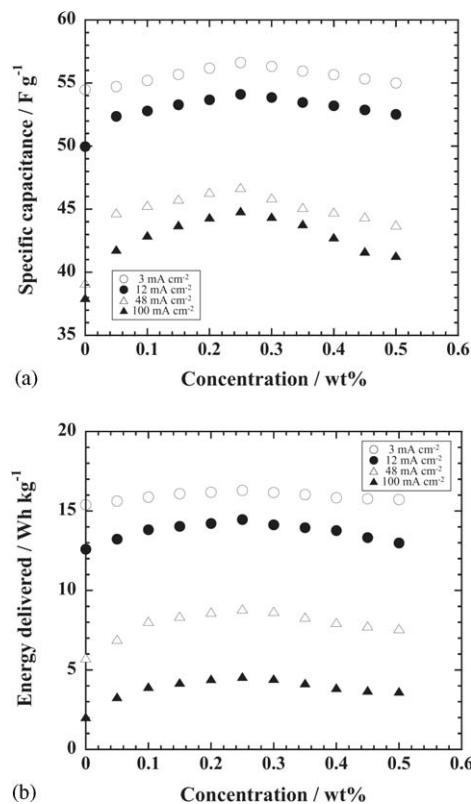 60
55
50
45
40
35
Specific capacitance / F g⁻¹
3 mA cm⁻²
12 mA cm⁻²
48 mA cm⁻²
100 mA cm⁻²
0 0.1 0.2 0.3 0.4 0.5 0.6
(a) Concentration / wt%
20
15
10
5
0
Energy delivered / Wh kg⁻¹
3 mA cm⁻²
12 mA cm⁻²
48 mA cm⁻²
100 mA cm⁻²
0 0.1 0.2 0.3 0.4 0.5 0.6
(b) Concentration / wt%